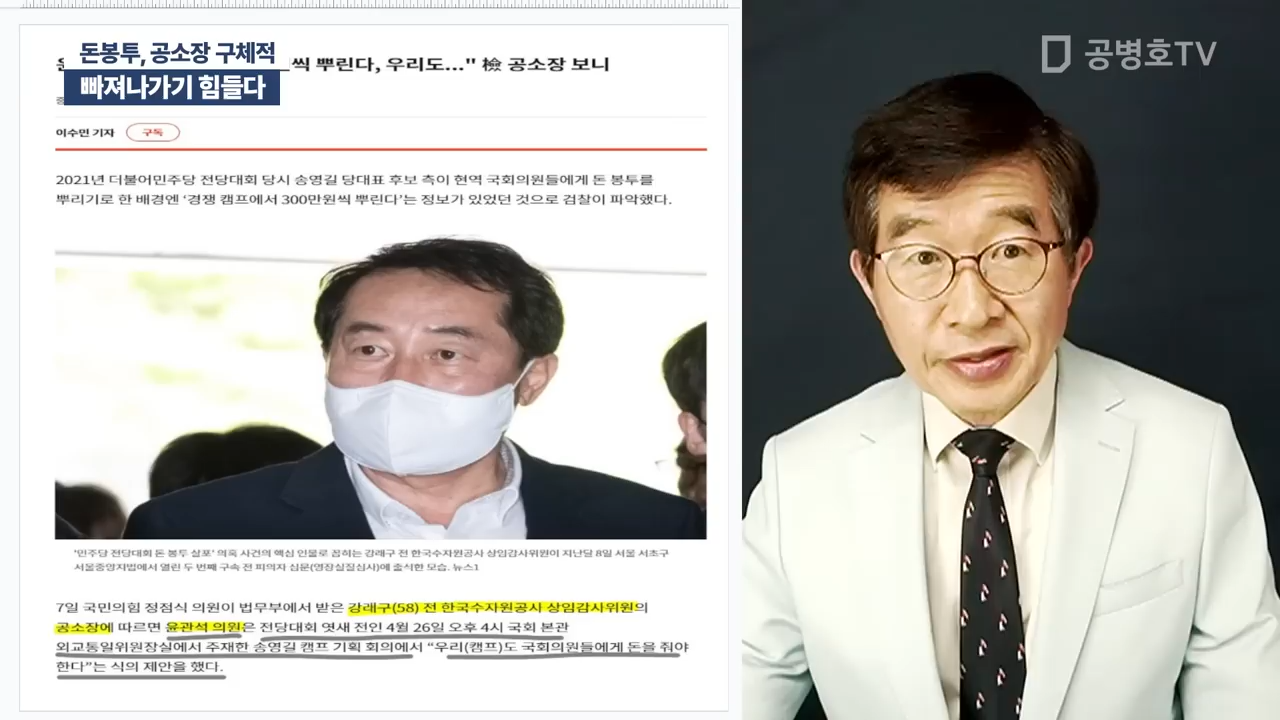 돈봉투, 공소장 구체적
빠져나가기 힘들다
씩 뿌린다, 우리도..." 檢 공소장 보니
공병호TV
이수민 기자 구독
2021년 더불어민주당 전당대회 당시 송영길 당대표 후보 측이 현역 국회의원들에게 돈 봉투를
뿌리기로 한 배경엔 '경쟁 캠프에서 300만원씩 뿌린다'는 정보가 있었던 것으로 검찰이 파악했다.
'민주당 전당대회 돈 봉투 살포' 의혹 사건의 핵심 인물로 꼽히는 강래구 전 한국수자원공사 상임감사위원이 지난달 8일 서울 서초구
서울중앙지법에서 열린 두 번째 구속 전 피의자 심문(영장실질심사)에 출석한 모습. 뉴스1
7일 국민의힘 정점식 의원이 법무부에서 받은 강래구(58) 전 한국수자원공사 상임감사위원의
공소장에 따르면 윤관석 의원은 전당대회 엿새 전인 4월 26일 오후 4시 국회 본관
외교통일위원장실에서 주재한 송영길 캠프 기획 회의에서 “우리(캠프)도 국회의원들에게 돈을 줘야
한다”는 식의 제안을 했다.